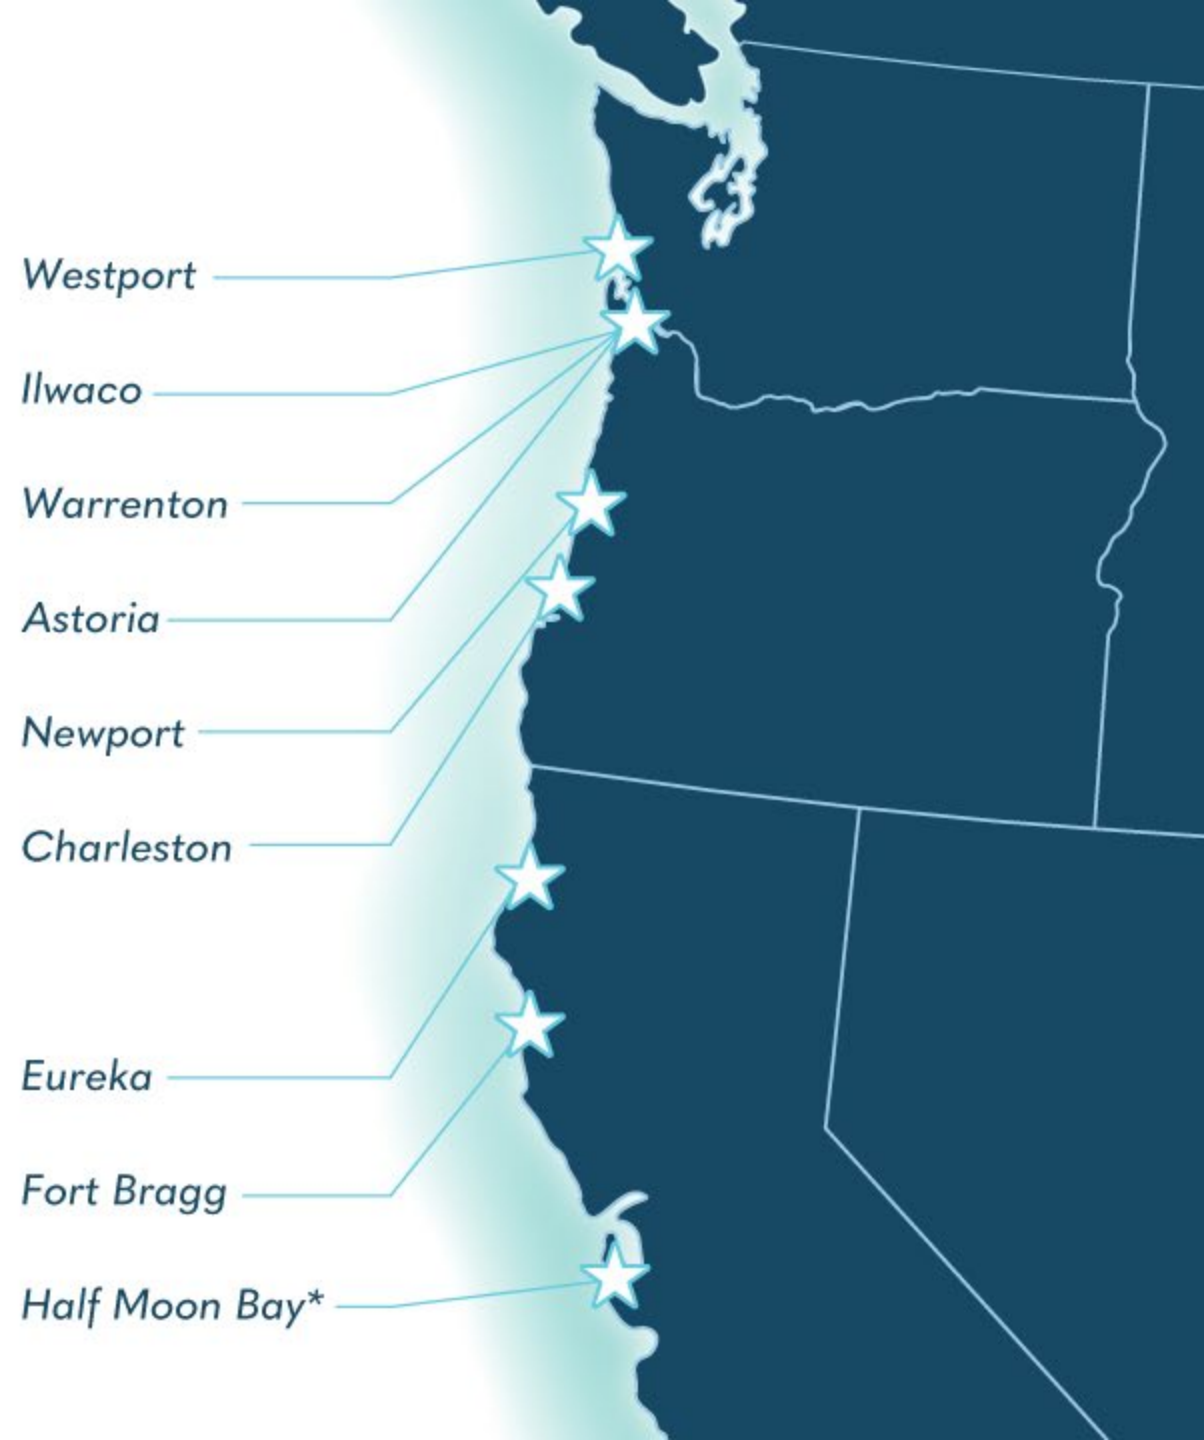 Westport
Ilwaco
Warrenton
Astoria
Newport
Charleston
Eureka
Fort Bragg
Half Moon Bay*